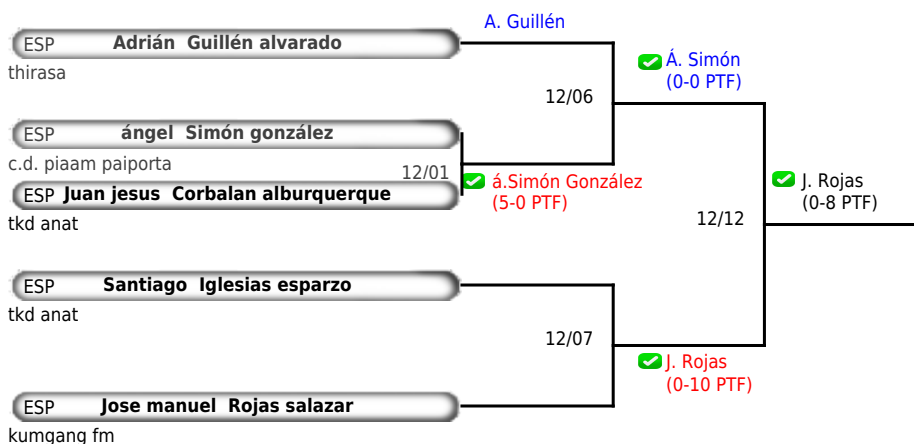 A. Guillén
ESP Adrián Guillén alvarado
thirasa
Á. Simón
(0-0 PTF)
12/06
ESP ángel Simón gonzález
c.d. piaam paiporta
12/01
á.Simón González
(5-0 PTF)
J. Rojas
(0-8 PTF)
ESP Juan jesus Corbalan alburquerque
tkd anat
12/12
ESP Santiago Iglesias esparzo
tkd anat
12/07
J. Rojas
(0-10 PTF)
ESP Jose manuel Rojas salazar
kumgang fm